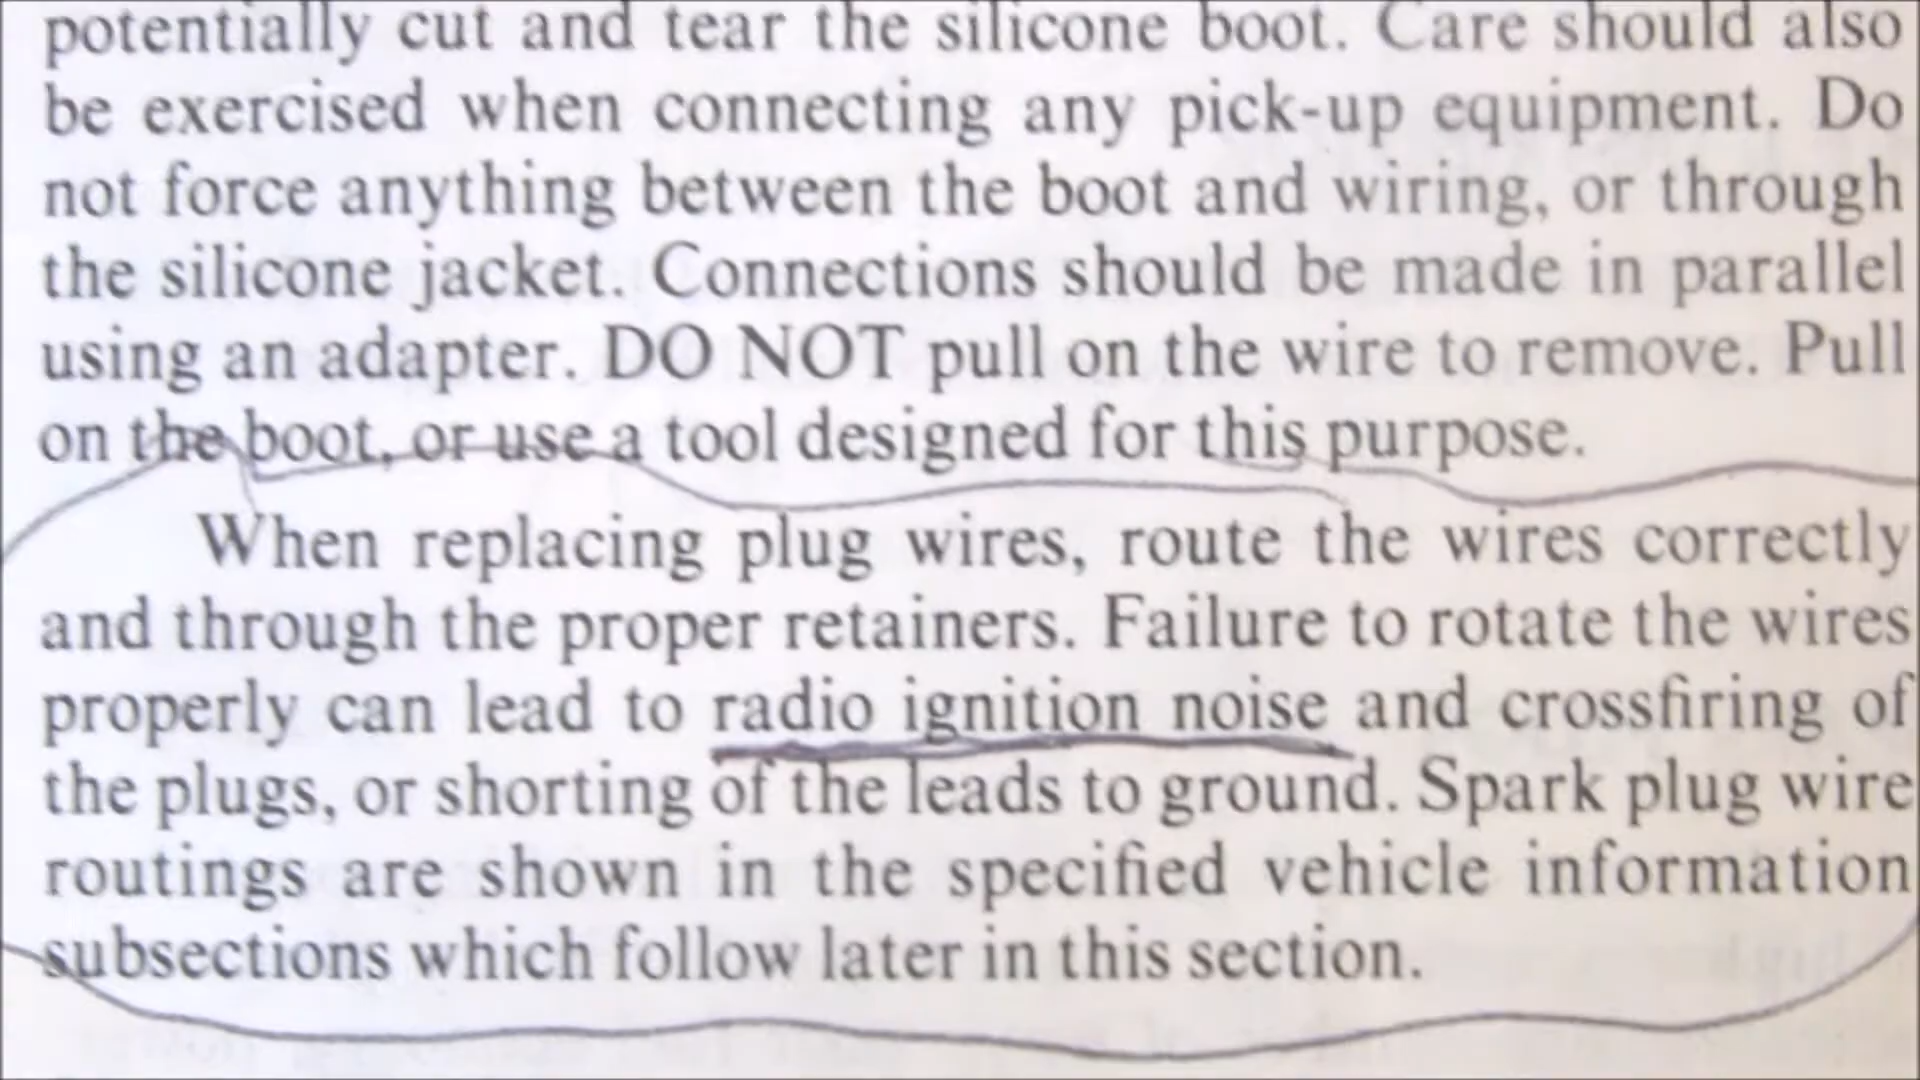 potentially cut and tear the silicone boot. Care should also
be exercised when connecting any pick-up equipment. Do
not force anything between the boot and wiring, or through
the silicone jacket. Connections should be made in parallel
using an adapter. DO NOT pull on the wire to remove. Pull
on the boot, or use a tool designed for this purpose.
When replacing plug wires, route the wires correctly
and through the proper retainers. Failure to rotate the wires
properly can lead to radio ignition noise and crossfiring of
the plugs, or shorting of the leads to ground. Spark plug wire
routings are shown in the specified vehicle information
subsections which follow later in this section.